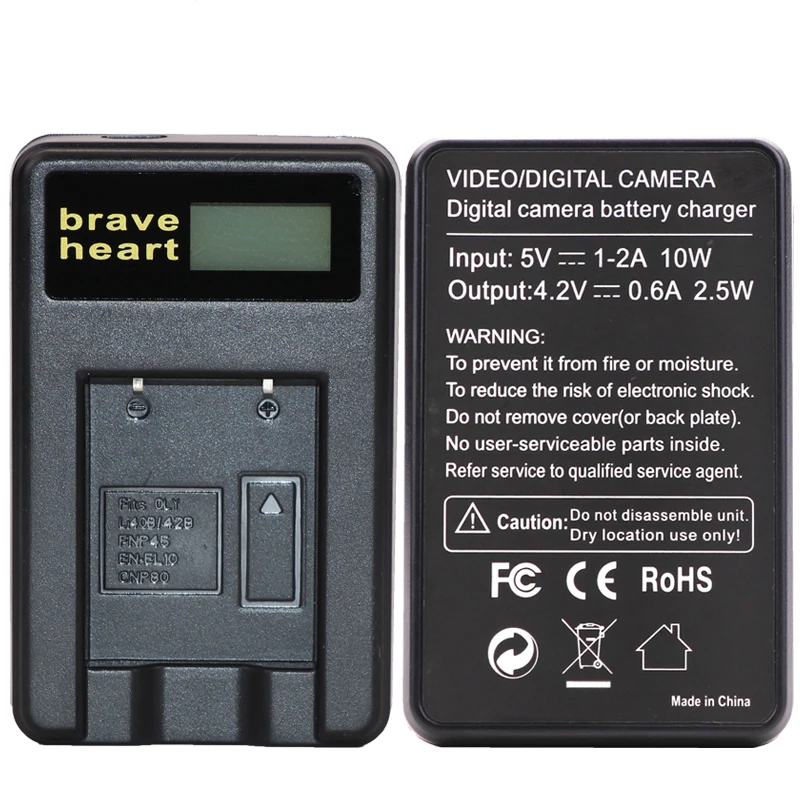 brave
heart
Fits OLY
Li40B/42B
FNP45
EN-EL10
CNP80
VIDEO/DIGITAL CAMERA
Digital camera battery charger
Input: 5V⎓1-2A 10W
Output:4.2V⎓0.6A 2.5W
WARNING:
To prevent it from fire or moisture.
To reduce the risk of electronic shock.
Do not remove cover(or back plate).
No user-serviceable parts inside.
Refer service to qualified service agent.
Caution: Do not disassemble unit.
Dry location use only!
FC CE RoHS
Made in China